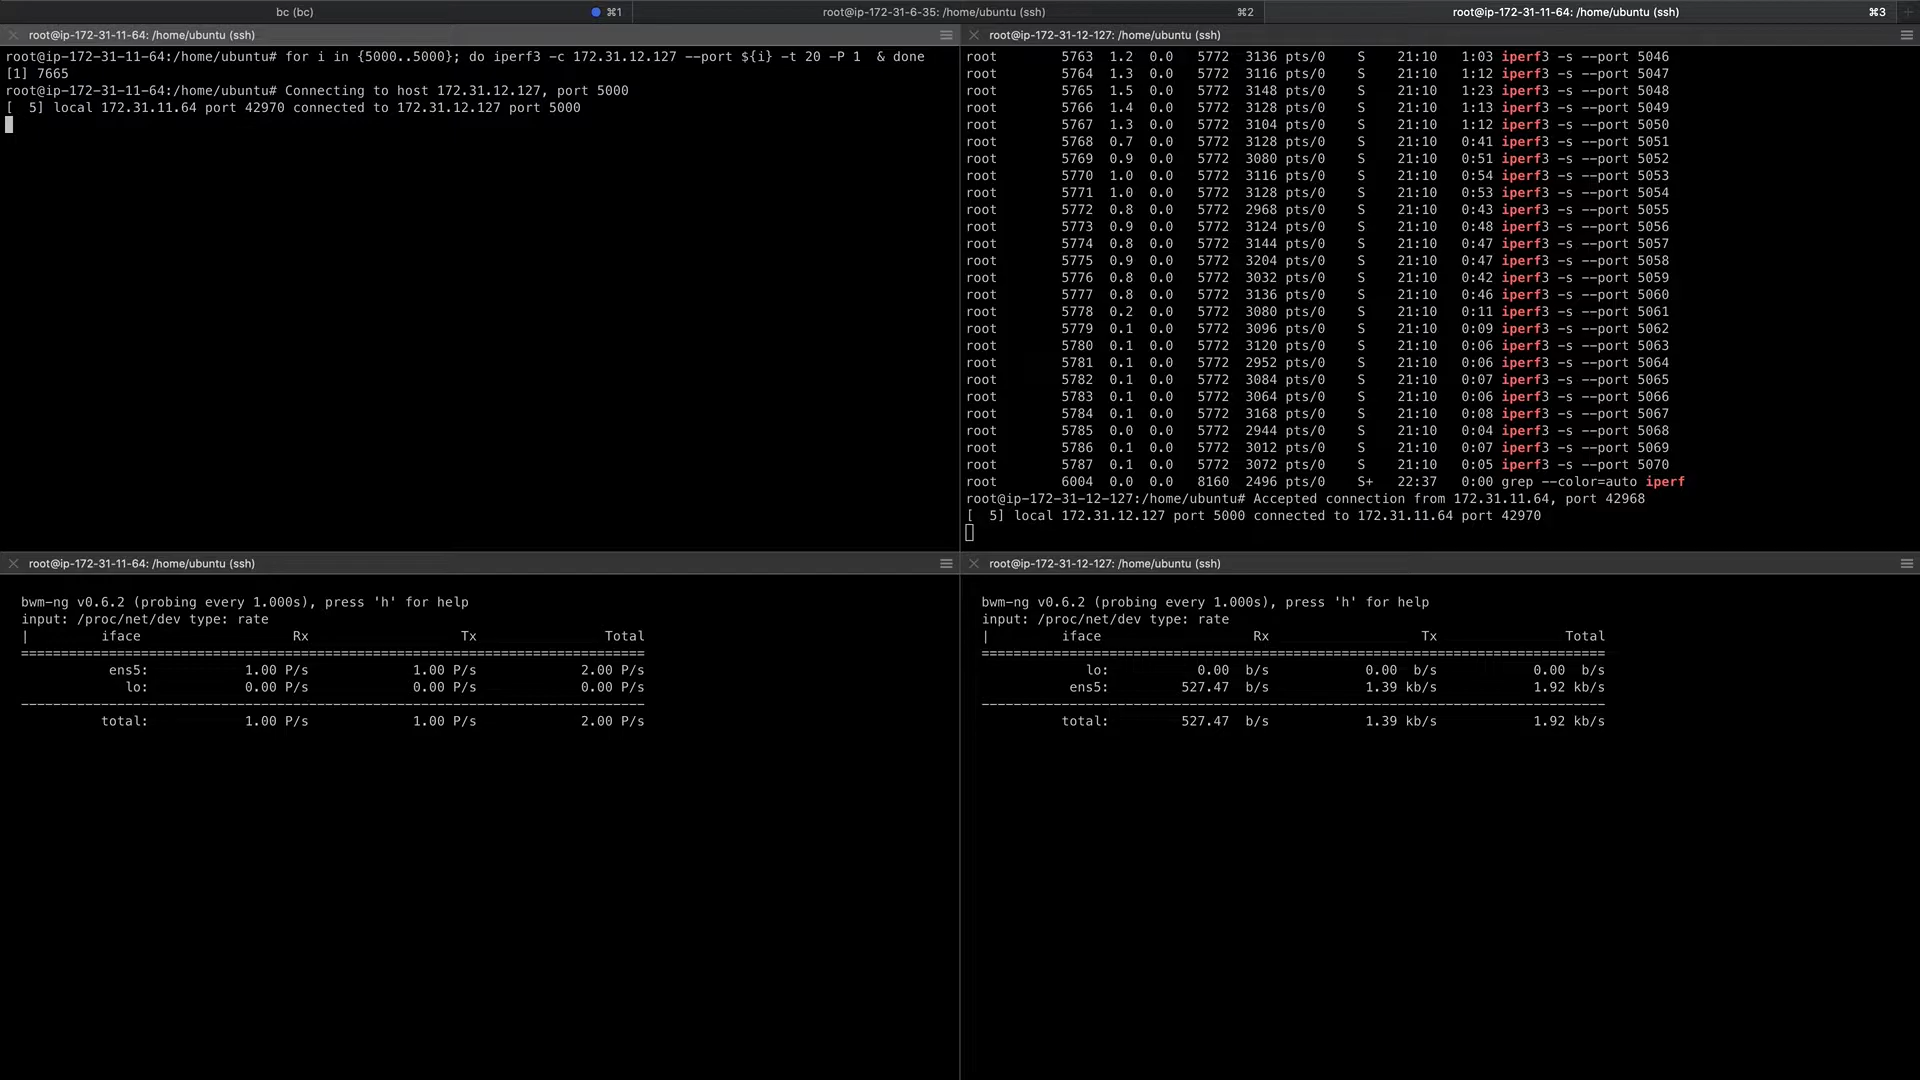 bc (bc) ⌘1 root@ip-172-31-6-35: /home/ubuntu (ssh) ⌘2 root@ip-172-31-11-64: /home/ubuntu (ssh) ⌘3
root@ip-172-31-11-64: /home/ubuntu (ssh)
root@ip-172-31-11-64:/home/ubuntu# for i in {5000..5000}; do iperf3 -c 172.31.12.127 --port ${i} -t 20 -P 1  & done
[1] 7665
root@ip-172-31-11-64:/home/ubuntu# Connecting to host 172.31.12.127, port 5000
[  5] local 172.31.11.64 port 42970 connected to 172.31.12.127 port 5000
root@ip-172-31-12-127: /home/ubuntu (ssh)
root 5763 1.2 0.0 5772 3136 pts/0 S 21:10 1:03 iperf3 -s --port 5046
root 5764 1.3 0.0 5772 3116 pts/0 S 21:10 1:12 iperf3 -s --port 5047
root 5765 1.5 0.0 5772 3148 pts/0 S 21:10 1:23 iperf3 -s --port 5048
root 5766 1.4 0.0 5772 3128 pts/0 S 21:10 1:13 iperf3 -s --port 5049
root 5767 1.3 0.0 5772 3104 pts/0 S 21:10 1:12 iperf3 -s --port 5050
root 5768 0.7 0.0 5772 3128 pts/0 S 21:10 0:41 iperf3 -s --port 5051
root 5769 0.9 0.0 5772 3080 pts/0 S 21:10 0:51 iperf3 -s --port 5052
root 5770 1.0 0.0 5772 3116 pts/0 S 21:10 0:54 iperf3 -s --port 5053
root 5771 1.0 0.0 5772 3128 pts/0 S 21:10 0:53 iperf3 -s --port 5054
root 5772 0.8 0.0 5772 2968 pts/0 S 21:10 0:43 iperf3 -s --port 5055
root 5773 0.9 0.0 5772 3124 pts/0 S 21:10 0:48 iperf3 -s --port 5056
root 5774 0.8 0.0 5772 3144 pts/0 S 21:10 0:47 iperf3 -s --port 5057
root 5775 0.9 0.0 5772 3204 pts/0 S 21:10 0:47 iperf3 -s --port 5058
root 5776 0.8 0.0 5772 3032 pts/0 S 21:10 0:42 iperf3 -s --port 5059
root 5777 0.8 0.0 5772 3136 pts/0 S 21:10 0:46 iperf3 -s --port 5060
root 5778 0.2 0.0 5772 3080 pts/0 S 21:10 0:11 iperf3 -s --port 5061
root 5779 0.1 0.0 5772 3096 pts/0 S 21:10 0:09 iperf3 -s --port 5062
root 5780 0.1 0.0 5772 3120 pts/0 S 21:10 0:06 iperf3 -s --port 5063
root 5781 0.1 0.0 5772 2952 pts/0 S 21:10 0:06 iperf3 -s --port 5064
root 5782 0.1 0.0 5772 3084 pts/0 S 21:10 0:07 iperf3 -s --port 5065
root 5783 0.1 0.0 5772 3064 pts/0 S 21:10 0:06 iperf3 -s --port 5066
root 5784 0.1 0.0 5772 3168 pts/0 S 21:10 0:08 iperf3 -s --port 5067
root 5785 0.0 0.0 5772 2944 pts/0 S 21:10 0:04 iperf3 -s --port 5068
root 5786 0.1 0.0 5772 3012 pts/0 S 21:10 0:07 iperf3 -s --port 5069
root 5787 0.1 0.0 5772 3072 pts/0 S 21:10 0:05 iperf3 -s --port 5070
root 6004 0.0 0.0 8160 2496 pts/0 S+ 22:37 0:00 grep --color=auto iperf
root@ip-172-31-12-127:/home/ubuntu# Accepted connection from 172.31.11.64, port 42968
[  5] local 172.31.12.127 port 5000 connected to 172.31.11.64 port 42970
root@ip-172-31-11-64: /home/ubuntu (ssh)
bwm-ng v0.6.2 (probing every 1.000s), press 'h' for help
input: /proc/net/dev type: rate
| iface Rx Tx Total
==============================================================================
ens5: 1.00 P/s 1.00 P/s 2.00 P/s
lo: 0.00 P/s 0.00 P/s 0.00 P/s
------------------------------------------------------------------------------
total: 1.00 P/s 1.00 P/s 2.00 P/s
root@ip-172-31-12-127: /home/ubuntu (ssh)
bwm-ng v0.6.2 (probing every 1.000s), press 'h' for help
input: /proc/net/dev type: rate
| iface Rx Tx Total
==============================================================================
lo: 0.00 b/s 0.00 b/s 0.00 b/s
ens5: 527.47 b/s 1.39 kb/s 1.92 kb/s
------------------------------------------------------------------------------
total: 527.47 b/s 1.39 kb/s 1.92 kb/s